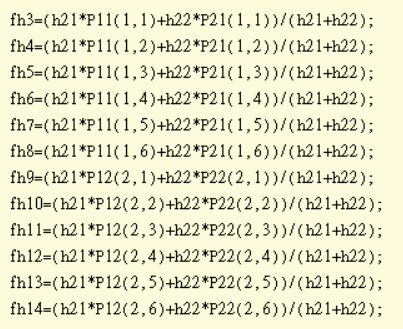 fh3=(h21*P11(1,1)+h22*P21(1,1))/(h21+h22);
fh4=(h21*P11(1,2)+h22*P21(1,2))/(h21+h22);
fh5=(h21*P11(1,3)+h22*P21(1,3))/(h21+h22);
fh6=(h21*P11(1,4)+h22*P21(1,4))/(h21+h22);
fh7=(h21*P11(1,5)+h22*P21(1,5))/(h21+h22);
fh8=(h21*P11(1,6)+h22*P21(1,6))/(h21+h22);
fh9=(h21*P12(2,1)+h22*P22(2,1))/(h21+h22);
fh10=(h21*P12(2,2)+h22*P22(2,2))/(h21+h22);
fh11=(h21*P12(2,3)+h22*P22(2,3))/(h21+h22);
fh12=(h21*P12(2,4)+h22*P22(2,4))/(h21+h22);
fh13=(h21*P12(2,5)+h22*P22(2,5))/(h21+h22);
fh14=(h21*P12(2,6)+h22*P22(2,6))/(h21+h22);